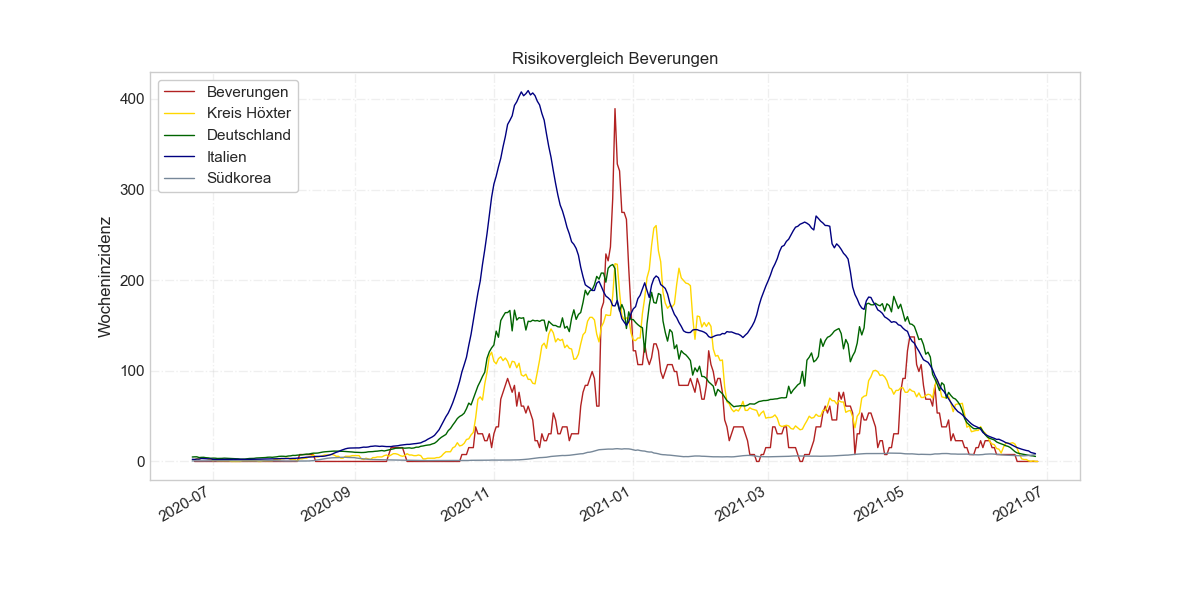 Risikovergleich Beverungen
Wocheninzidenz
400
300
200
100
0
Beverungen
Kreis Höxter
Deutschland
Italien
Südkorea
2020-07
2020-09
2020-11
2021-01
2021-03
2021-05
2021-07